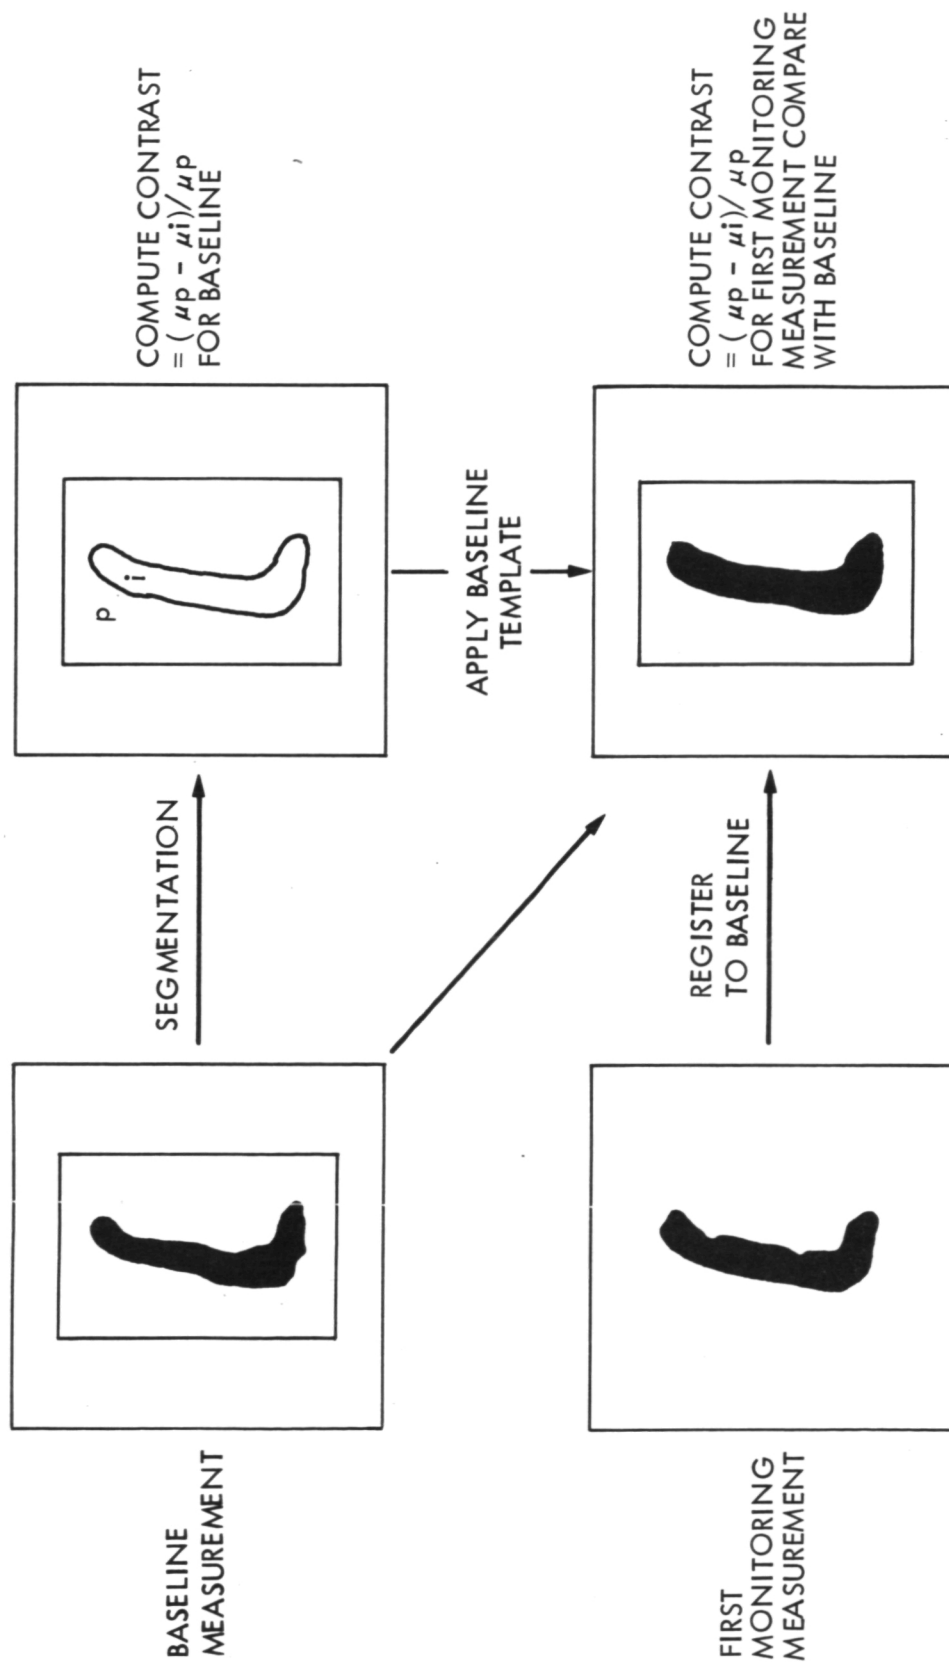 BASELINE
MEASUREMENT
SEGMENTATION
p
i
COMPUTE CONTRAST
= ( μp - μi)/ μp
FOR BASELINE
APPLY BASELINE
TEMPLATE
FIRST
MONITORING
MEASUREMENT
REGISTER
TO BASELINE
COMPUTE CONTRAST
= ( μp - μi)/ μp
FOR FIRST MONITORING
MEASUREMENT COMPARE
WITH BASELINE